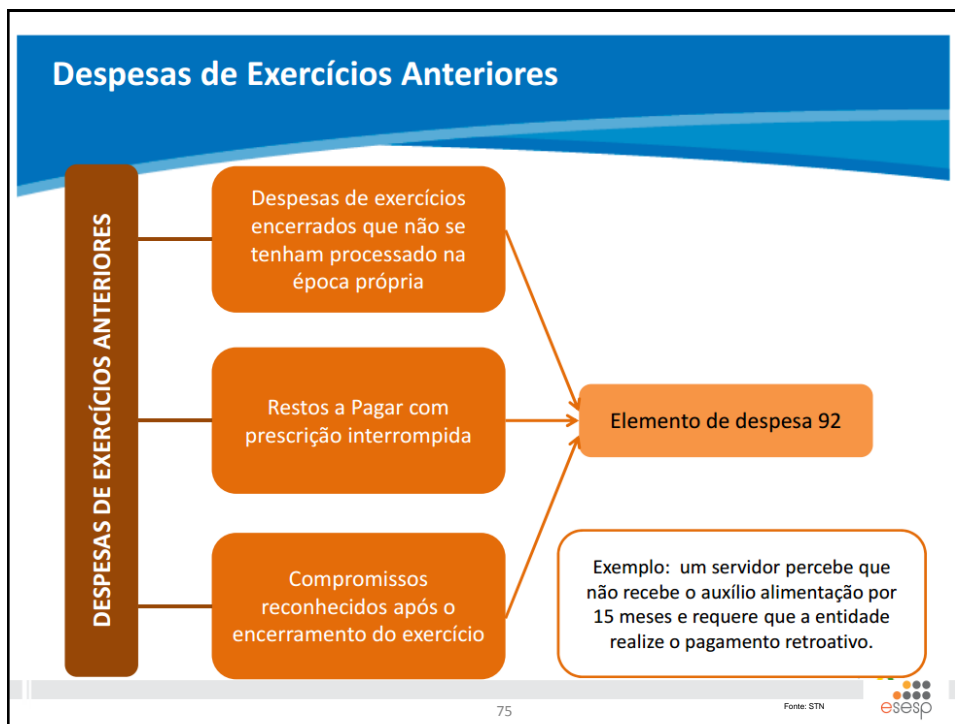 Despesas de Exercícios Anteriores
DESPESAS DE EXERCÍCIOS ANTERIORES
Despesas de exercícios
encerrados que não se
tenham processado na
época própria
Restos a Pagar com
prescrição interrompida
Elemento de despesa 92
Compromissos
reconhecidos após o
encerramento do exercício
Exemplo: um servidor percebe que
não recebe o auxílio alimentação por
15 meses e requere que a entidade
realize o pagamento retroativo.
75
Fonte: STN
esesp